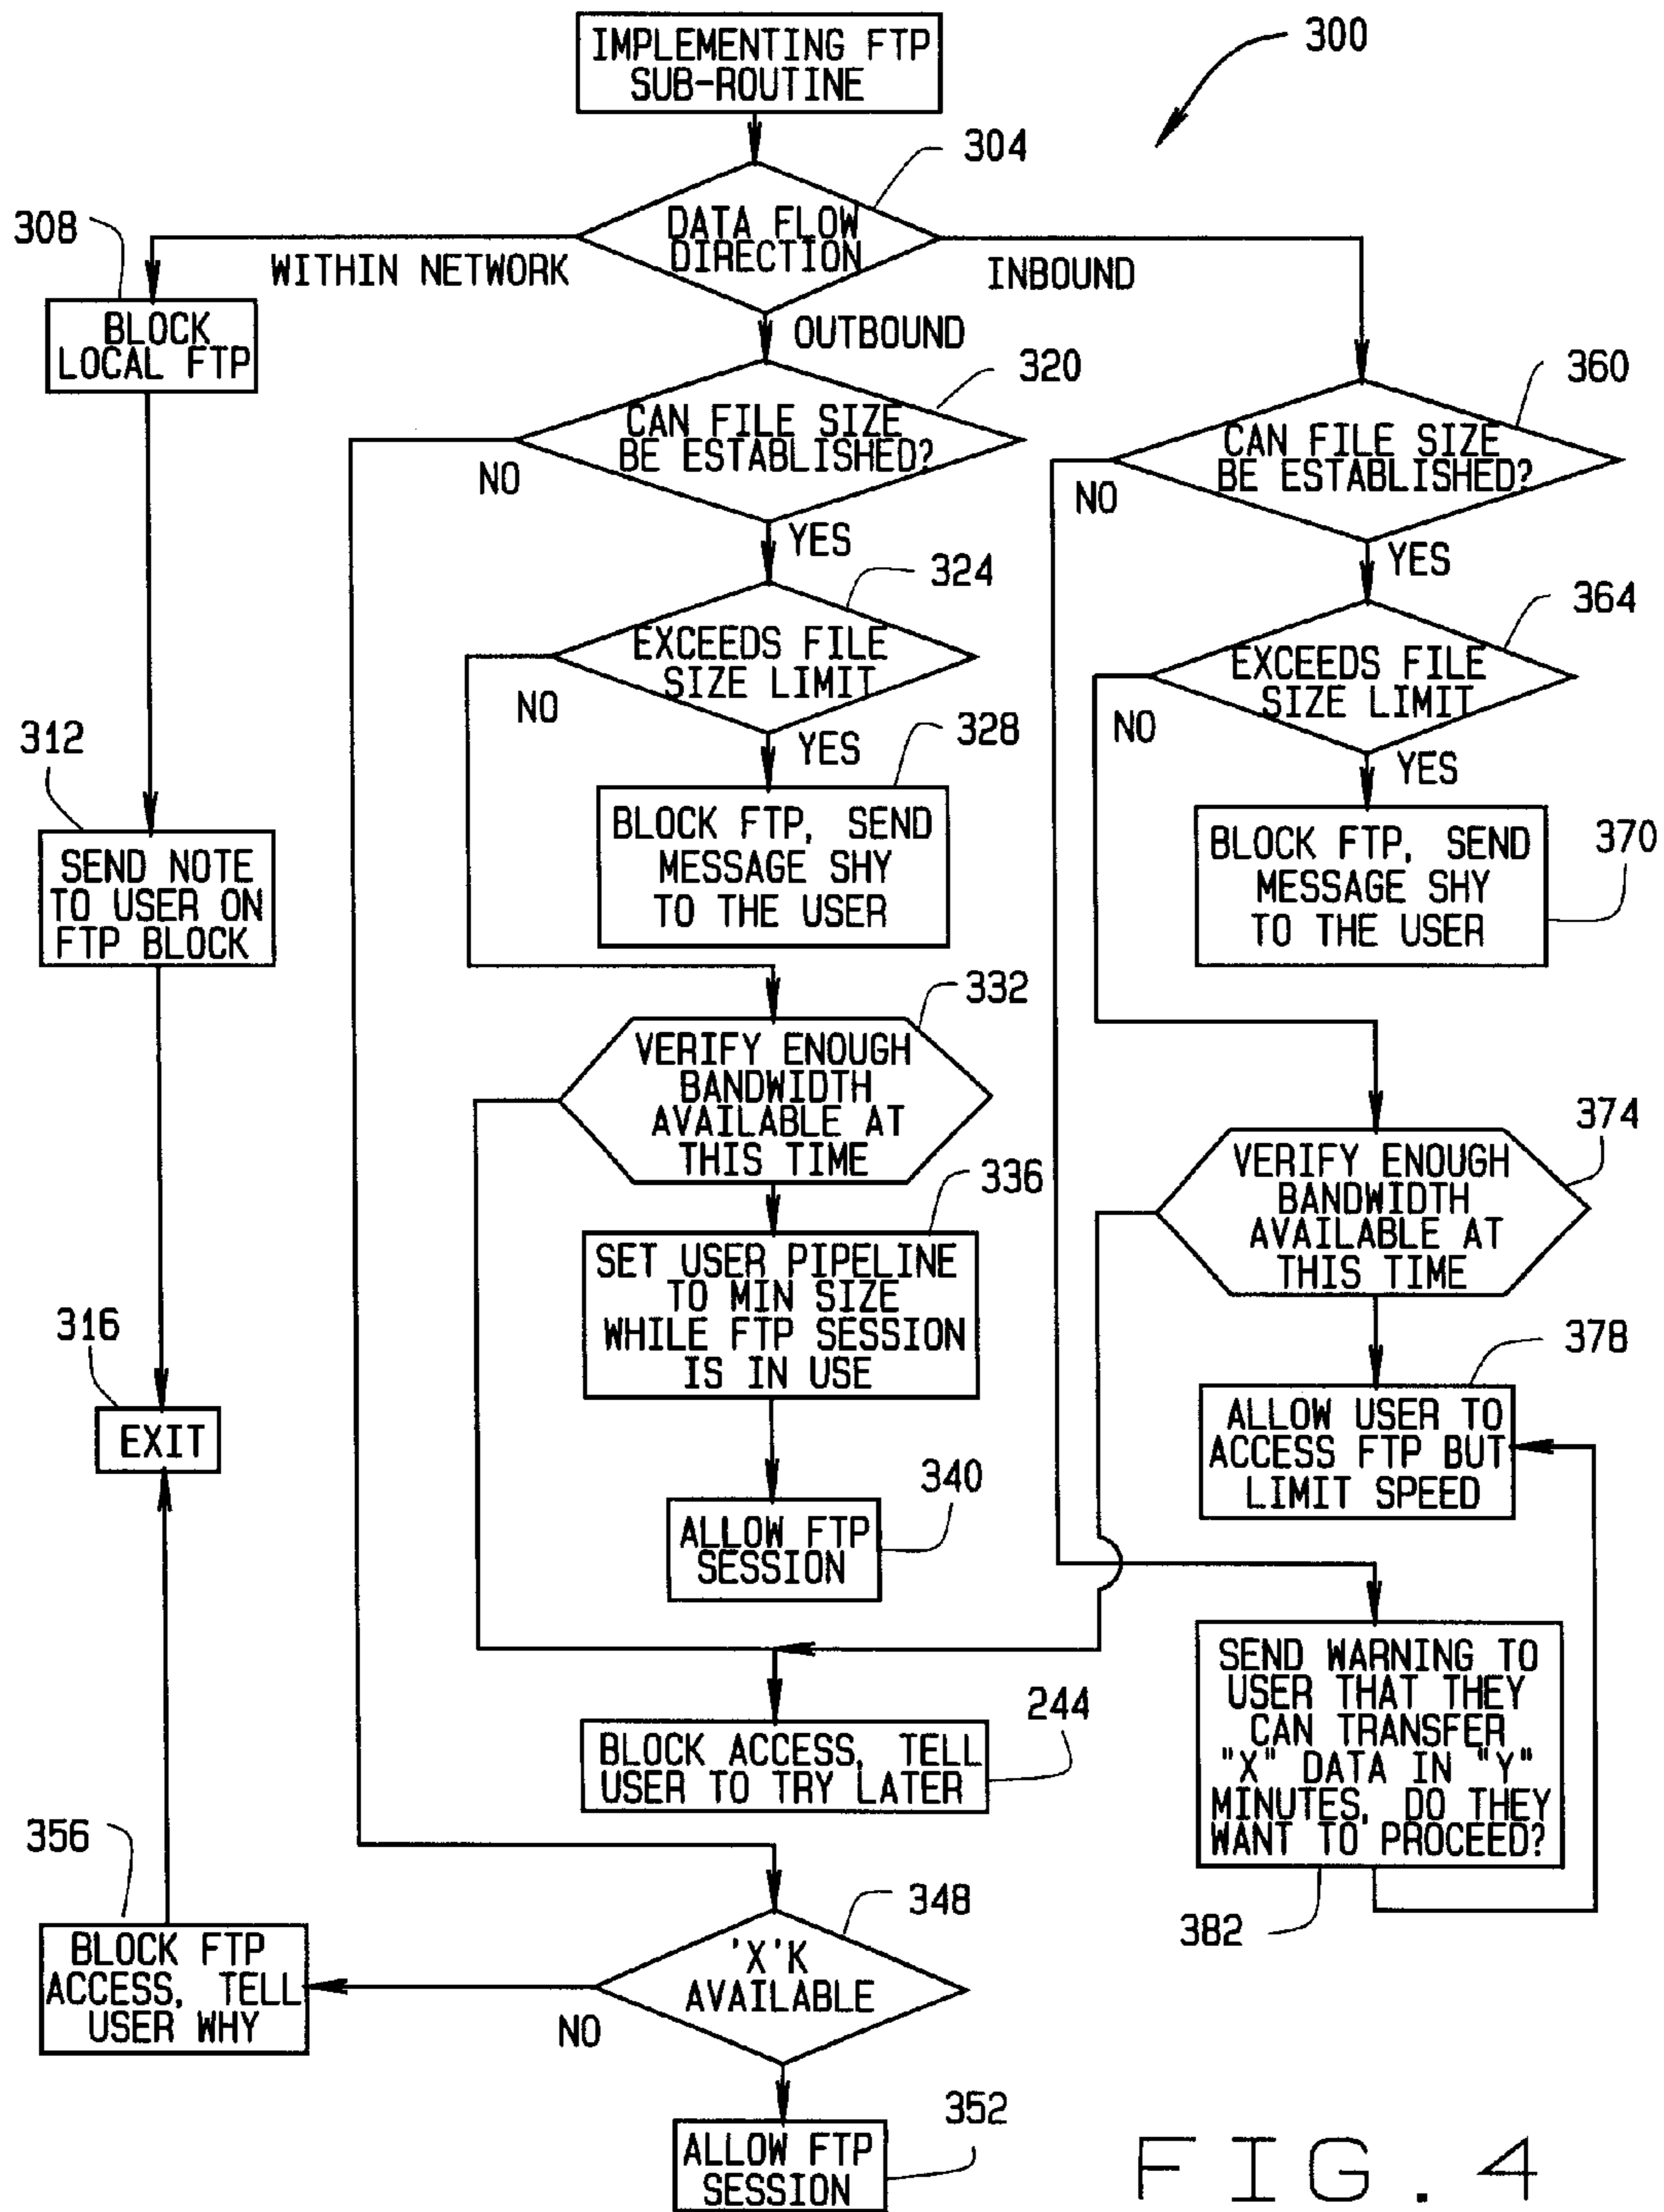 IMPLEMENTING FTP
SUB-ROUTINE
300
304
DATA FLOW
DIRECTION
308
WITHIN NETWORK
INBOUND
BLOCK
LOCAL FTP
OUTBOUND
320
360
CAN FILE SIZE
BE ESTABLISHED?
NO
YES
CAN FILE SIZE
BE ESTABLISHED?
NO
YES
324
364
EXCEEDS FILE
SIZE LIMIT
NO
YES
EXCEEDS FILE
SIZE LIMIT
NO
YES
312
328
SEND NOTE
TO USER ON
FTP BLOCK
BLOCK FTP, SEND
MESSAGE SHY
TO THE USER
BLOCK FTP, SEND
MESSAGE SHY
TO THE USER
370
332
VERIFY ENOUGH
BANDWIDTH
AVAILABLE AT
THIS TIME
374
VERIFY ENOUGH
BANDWIDTH
AVAILABLE AT
THIS TIME
336
SET USER PIPELINE
TO MIN SIZE
WHILE FTP SESSION
IS IN USE
316
EXIT
378
ALLOW USER TO
ACCESS FTP BUT
LIMIT SPEED
340
ALLOW FTP
SESSION
244
BLOCK ACCESS, TELL
USER TO TRY LATER
SEND WARNING TO
USER THAT THEY
CAN TRANSFER
"X" DATA IN "Y"
MINUTES, DO THEY
WANT TO PROCEED?
382
356
348
BLOCK FTP
ACCESS, TELL
USER WHY
'X'K
AVAILABLE
NO
352
ALLOW FTP
SESSION
FIG. 4